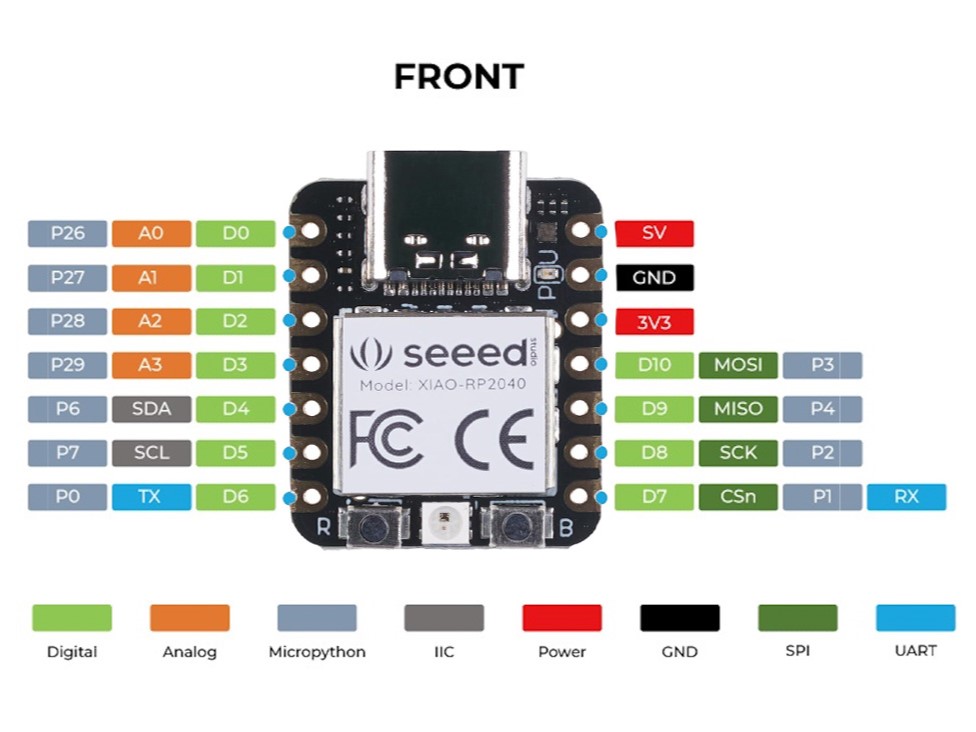 FRONT
P26 A0 D0 5V
P27 A1 D1 GND
P28 A2 D2 3V3
P29 A3 D3 D10 MOSI P3
P6 SDA D4 D9 MISO P4
P7 SCL D5 D8 SCK P2
P0 TX D6 D7 CSn P1 RX
P U
seeed studio
Model: XIAO-RP2040
FC CE
R B
Digital Analog Micropython IIC Power GND SPI UART